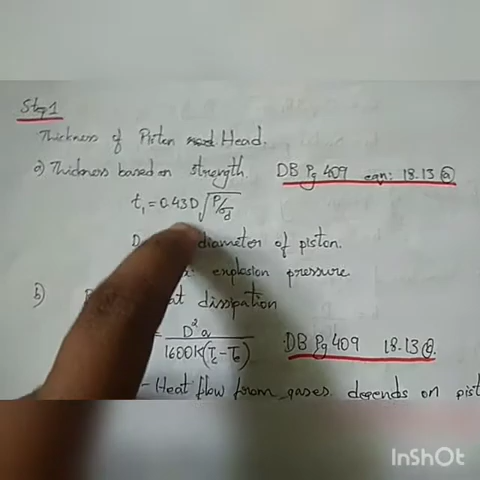 Step 1
Thickness of Piston Head.
a) Thickness based on strength. DB Pg 409 eqn: 18.13 (a)
t₁ = 0.43D √P/σd
D diameter of piston.
explosion pressure
b) dissipation
= D²q / 1600K(Tc - Te) DB Pg 409 18.13
- Heat flow from gases depends on pist
InShOt